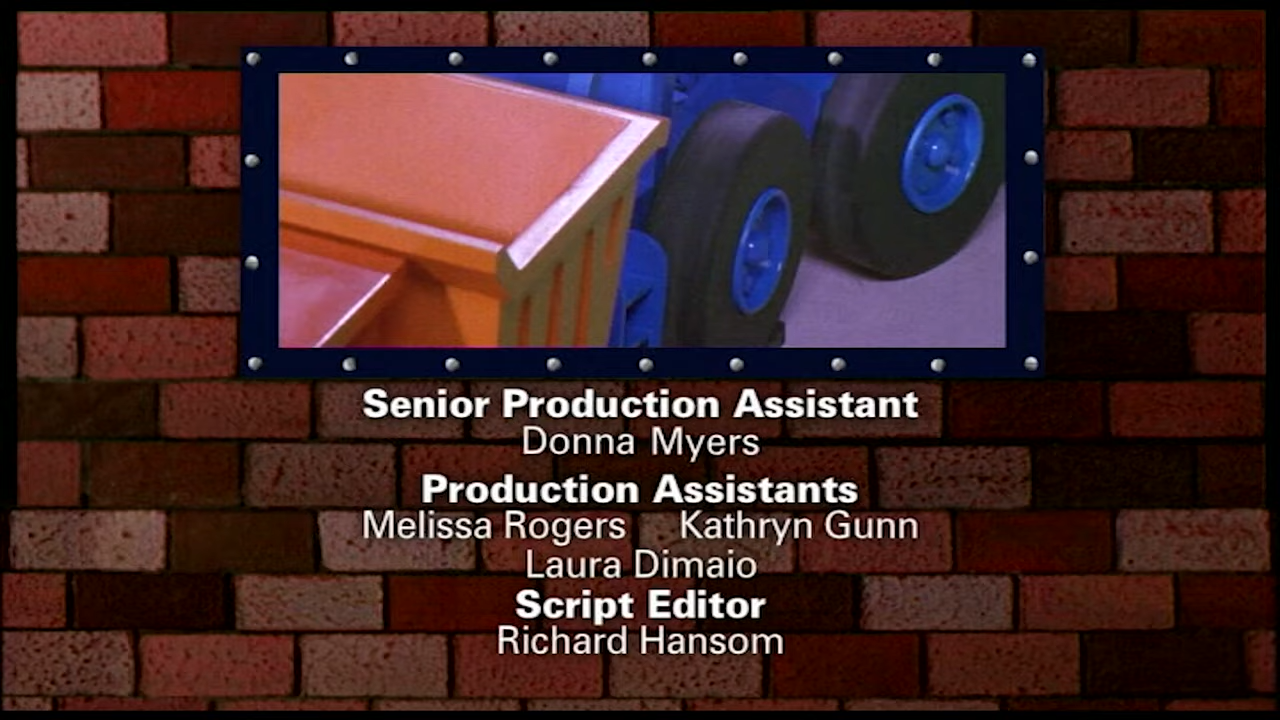 Senior Production Assistant
Donna Myers
Production Assistants
Melissa Rogers Kathryn Gunn
Laura Dimaio
Script Editor
Richard Hansom